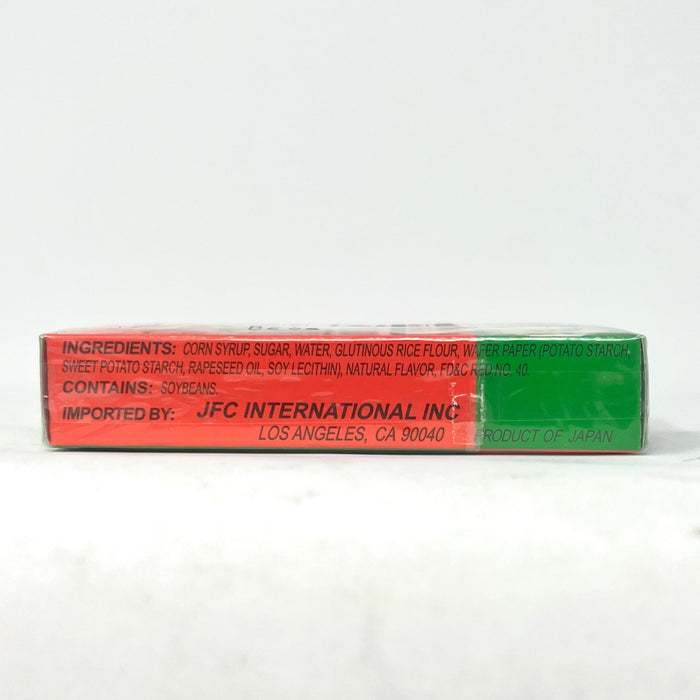 INGREDIENTS: CORN SYRUP, SUGAR, WATER, GLUTINOUS RICE FLOUR, WAFER PAPER (POTATO STARCH,
SWEET POTATO STARCH, RAPESEED OIL, SOY LECITHIN), NATURAL FLAVOR, FD&C RED NO. 40.
CONTAINS: SOYBEANS.
IMPORTED BY: JFC INTERNATIONAL INC
LOS ANGELES, CA 90040 PRODUCT OF JAPAN